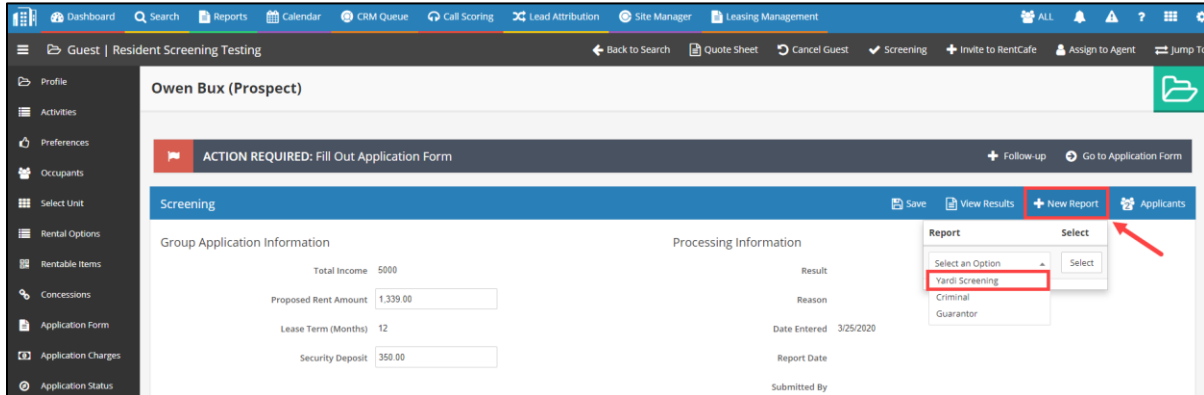 Dashboard Search Reports Calendar CRM Queue Call Scoring Lead Attribution Site Manager Leasing Management ALL ?
Guest | Resident Screening Testing Back to Search Quote Sheet Cancel Guest Screening Invite to RentCafe Assign to Agent Jump To
Profile
Owen Bux (Prospect)
Activities
Preferences
ACTION REQUIRED: Fill Out Application Form Follow-up Go to Application Form
Occupants
Select Unit
Screening Save View Results New Report Applicants
Rental Options
Report Select
Group Application Information Processing Information
Rentable Items
Total Income 5000 Result Select an Option Select
Yardi Screening
Concessions
Proposed Rent Amount 1,339.00 Reason Criminal
Guarantor
Application Form
Lease Term (Months) 12 Date Entered 3/25/2020
Application Charges
Security Deposit 350.00 Report Date
Application Status
Submitted By